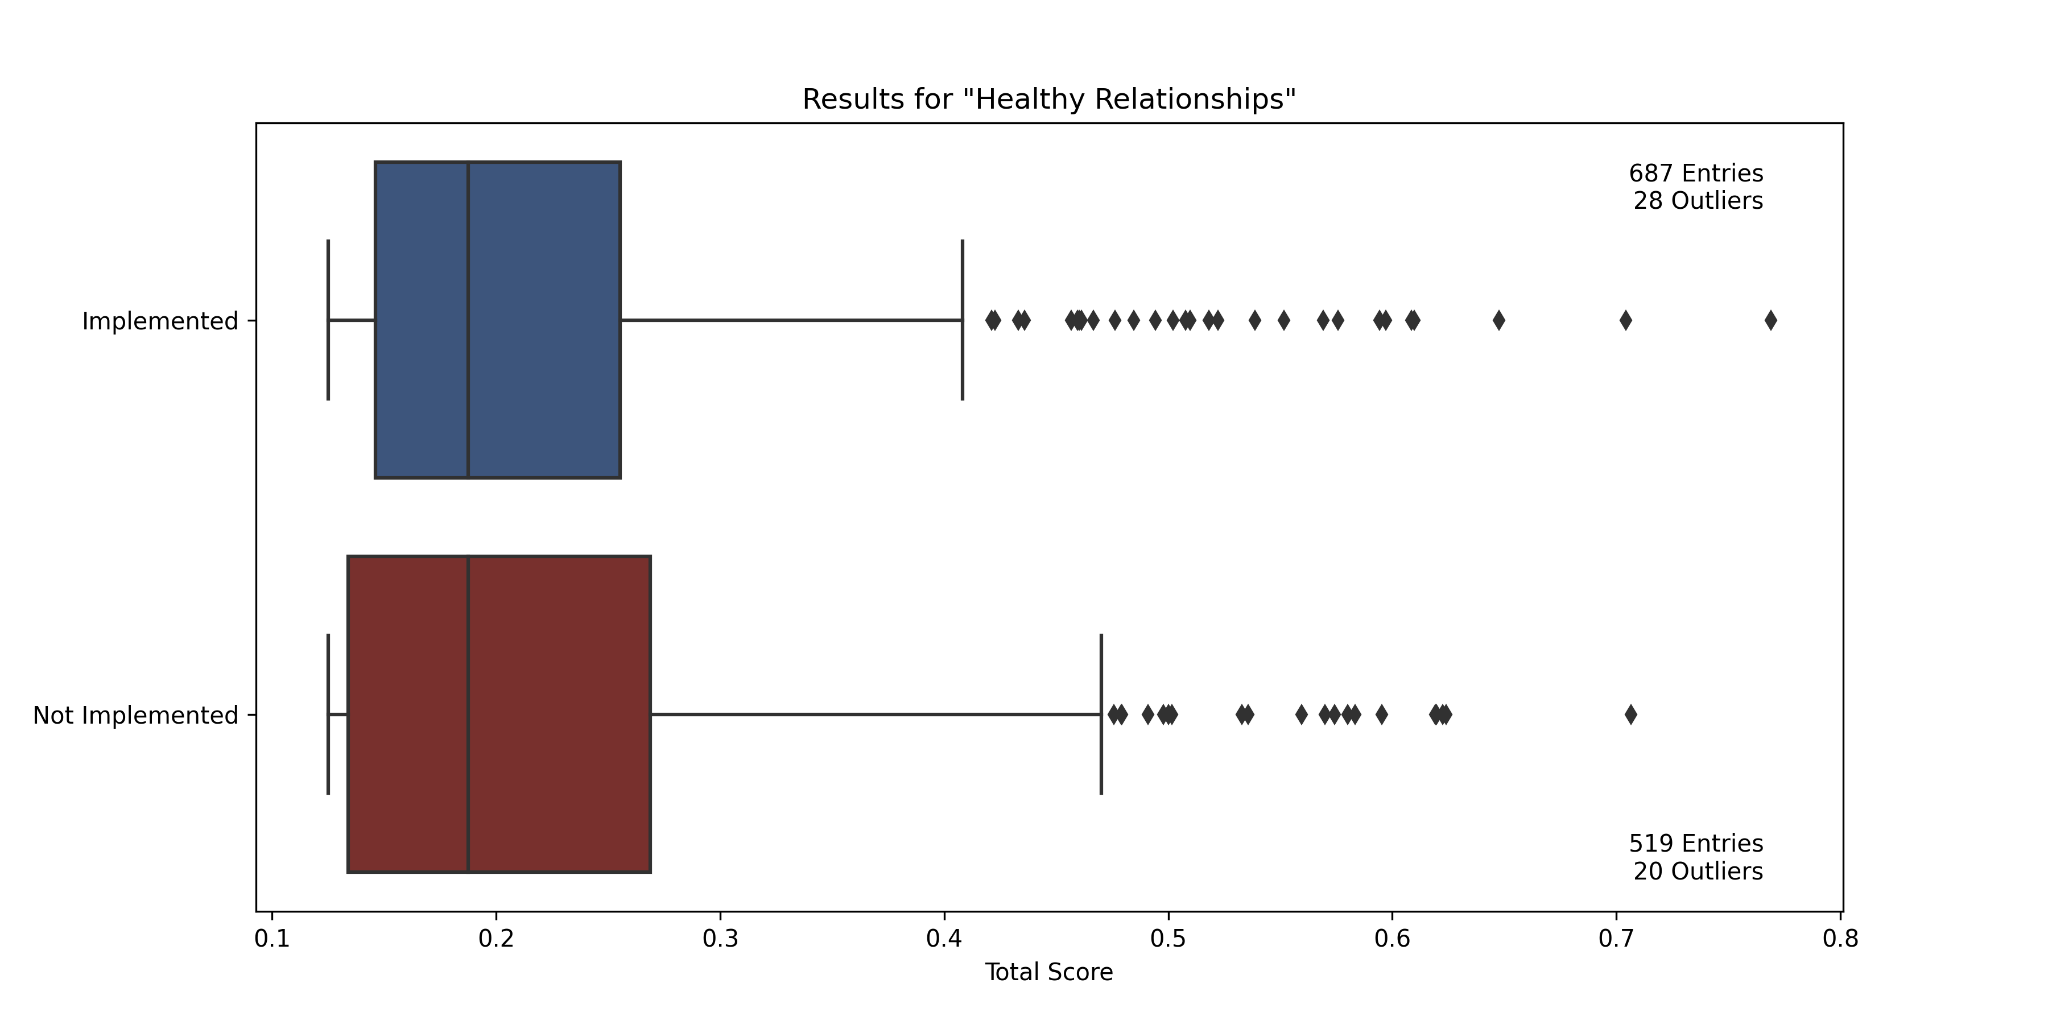 Results for "Healthy Relationships"
687 Entries
28 Outliers
Implemented
Not Implemented
519 Entries
20 Outliers
0.1 0.2 0.3 0.4 0.5 0.6 0.7 0.8
Total Score